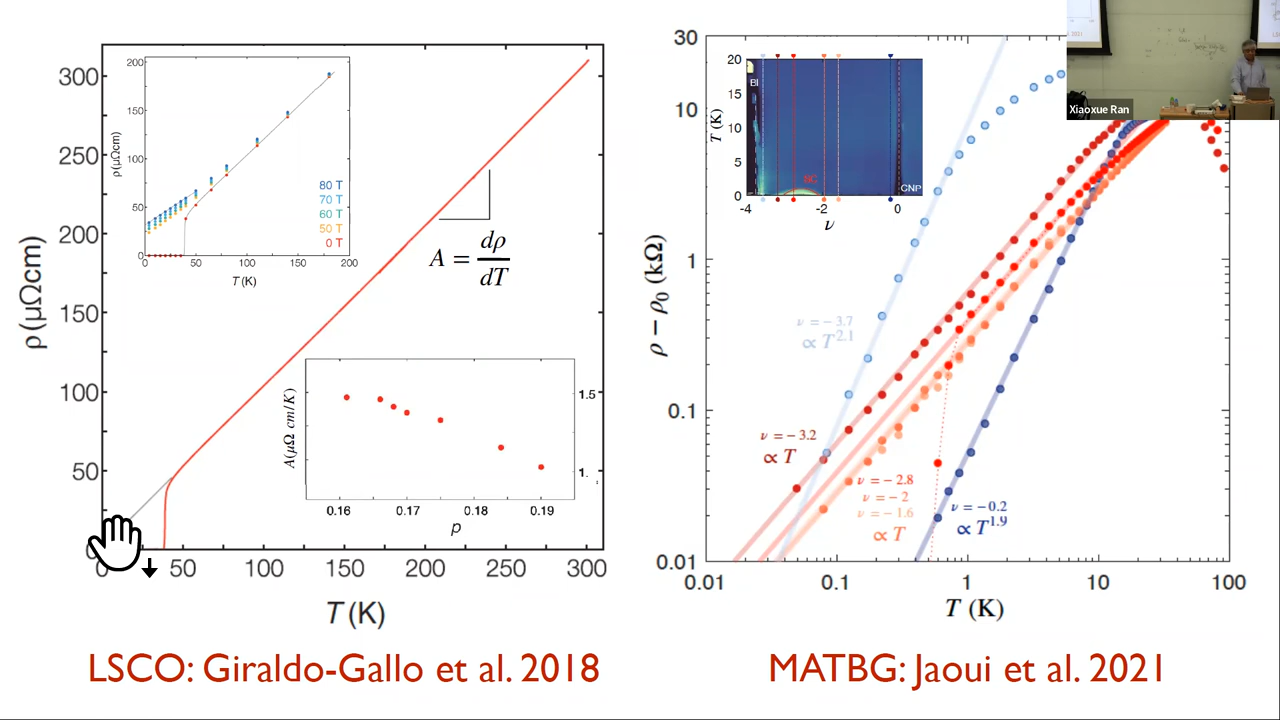 300
250
200
150
100
50
0
0
50
100
150
200
250
300
ρ (μΩcm)
T (K)
200
150
100
50
0
0
50
100
150
200
ρ (μΩcm)
T (K)
80 T
70 T
60 T
50 T
0 T
A = dρ/dT
A(μΩ cm/K)
1.5
1.
0.16
0.17
0.18
0.19
p
LSCO: Giraldo-Gallo et al. 2018
30
10
1
0.1
0.01
0.01
0.1
1
10
100
ρ − ρ₀ (kΩ)
T (K)
20
15
10
5
0
T (K)
BI
SC
CNP
-4
-2
0
ν
ν = −3.7
∝ T^2.1
ν = −3.2
∝ T
ν = −2.8
ν = −2
ν = −1.6
∝ T
ν = −0.2
∝ T^1.9
MATBG: Jaoui et al. 2021
Xiaoxue Ran